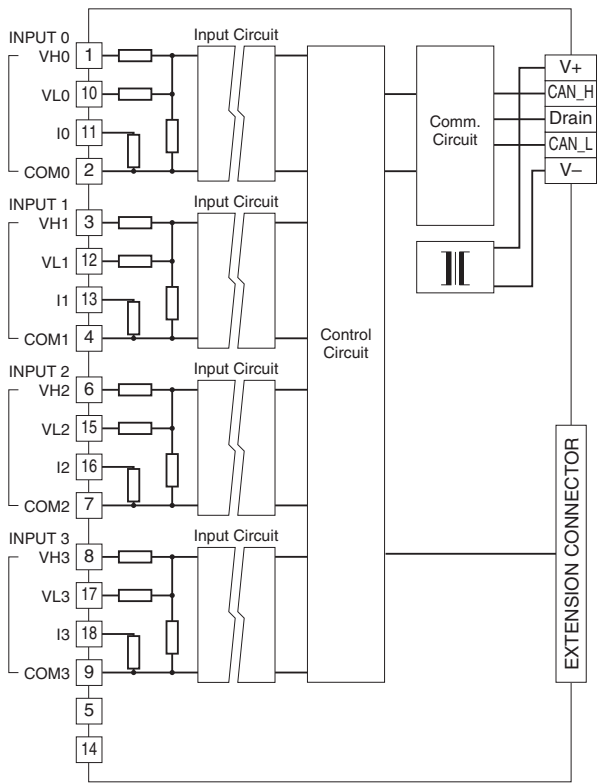 INPUT 0
Input Circuit
VH0 1
VL0 10
I0 11
COM0 2
INPUT 1
Input Circuit
VH1 3
VL1 12
I1 13
COM1 4
INPUT 2
Input Circuit
VH2 6
VL2 15
I2 16
COM2 7
INPUT 3
Input Circuit
VH3 8
VL3 17
I3 18
COM3 9
5
14
Control
Circuit
Comm.
Circuit
V+
CAN_H
Drain
CAN_L
V–
EXTENSION CONNECTOR